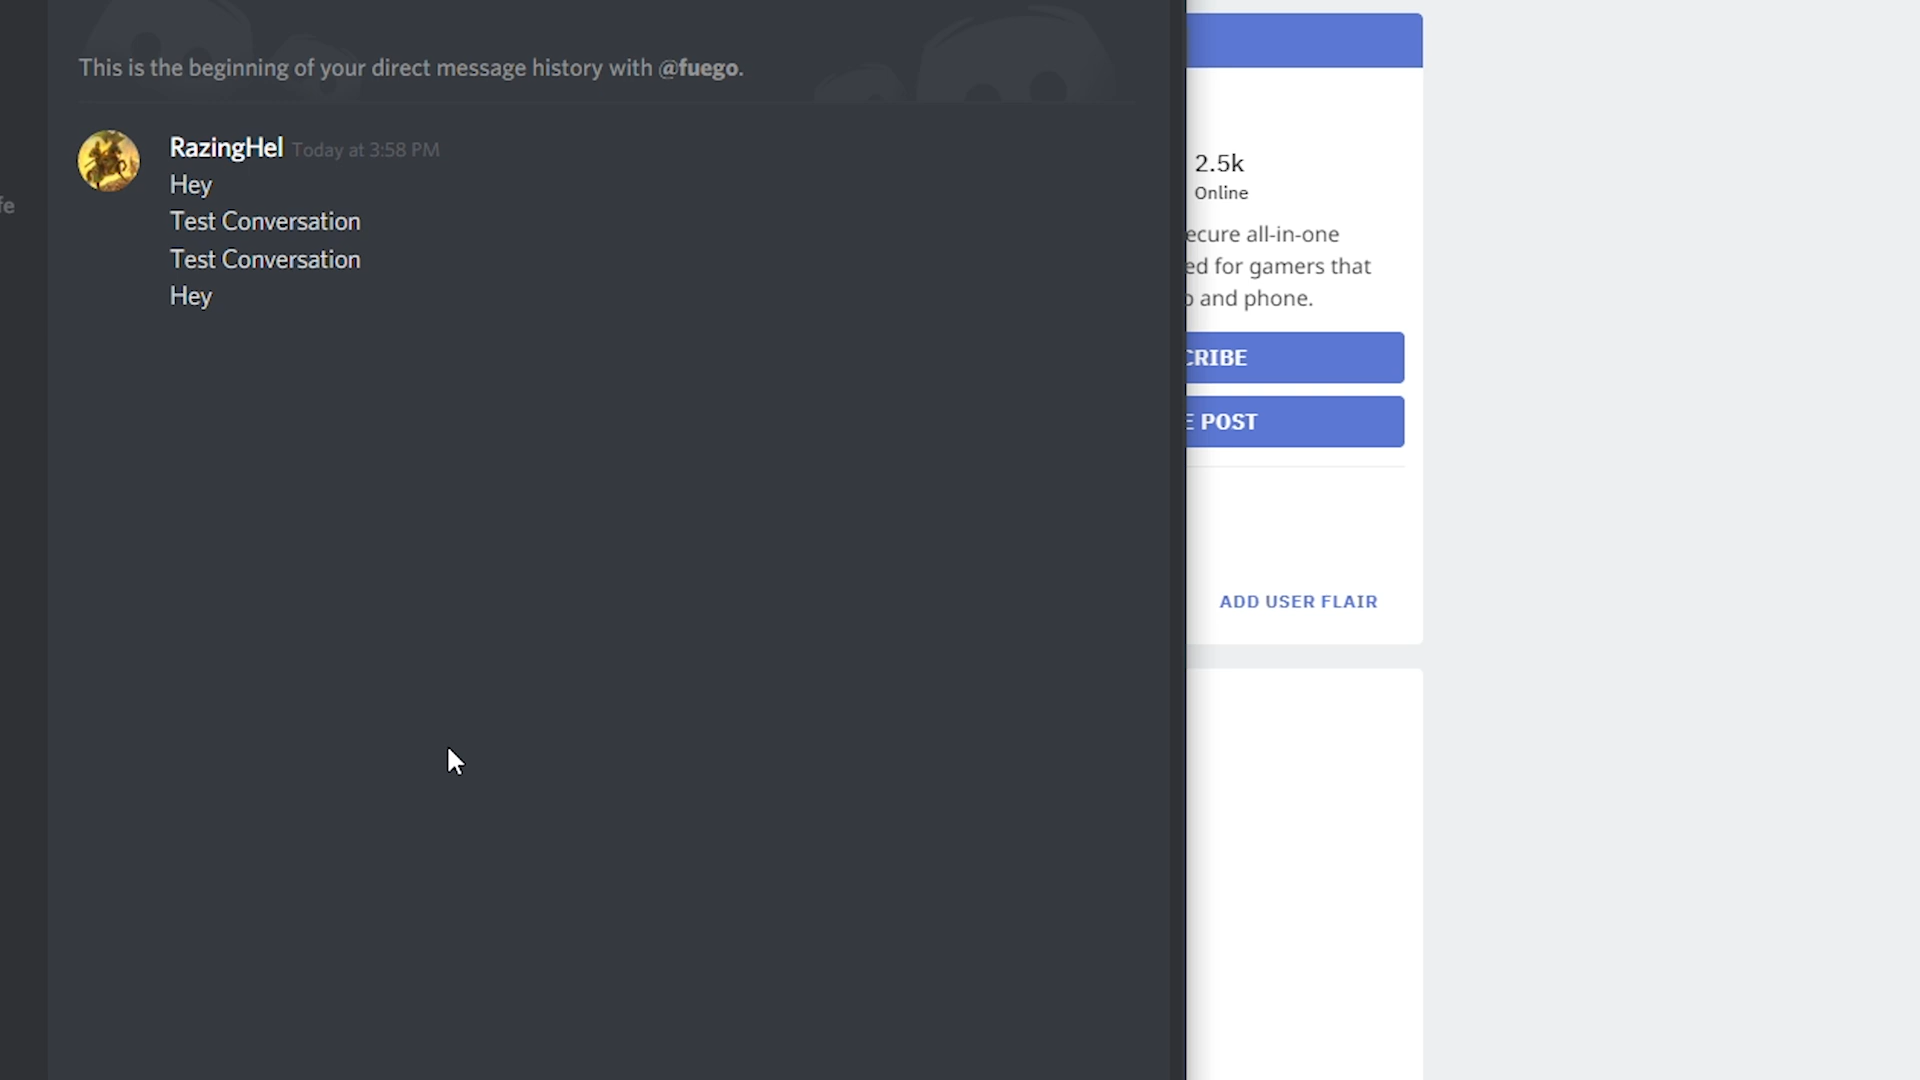 This is the beginning of your direct message history with @fuego.
RazingHel Today at 3:58 PM
Hey
Test Conversation
Test Conversation
Hey
fe
2.5k
Online
ecure all-in-one
ed for gamers that
and phone.
CRIBE
E POST
ADD USER FLAIR